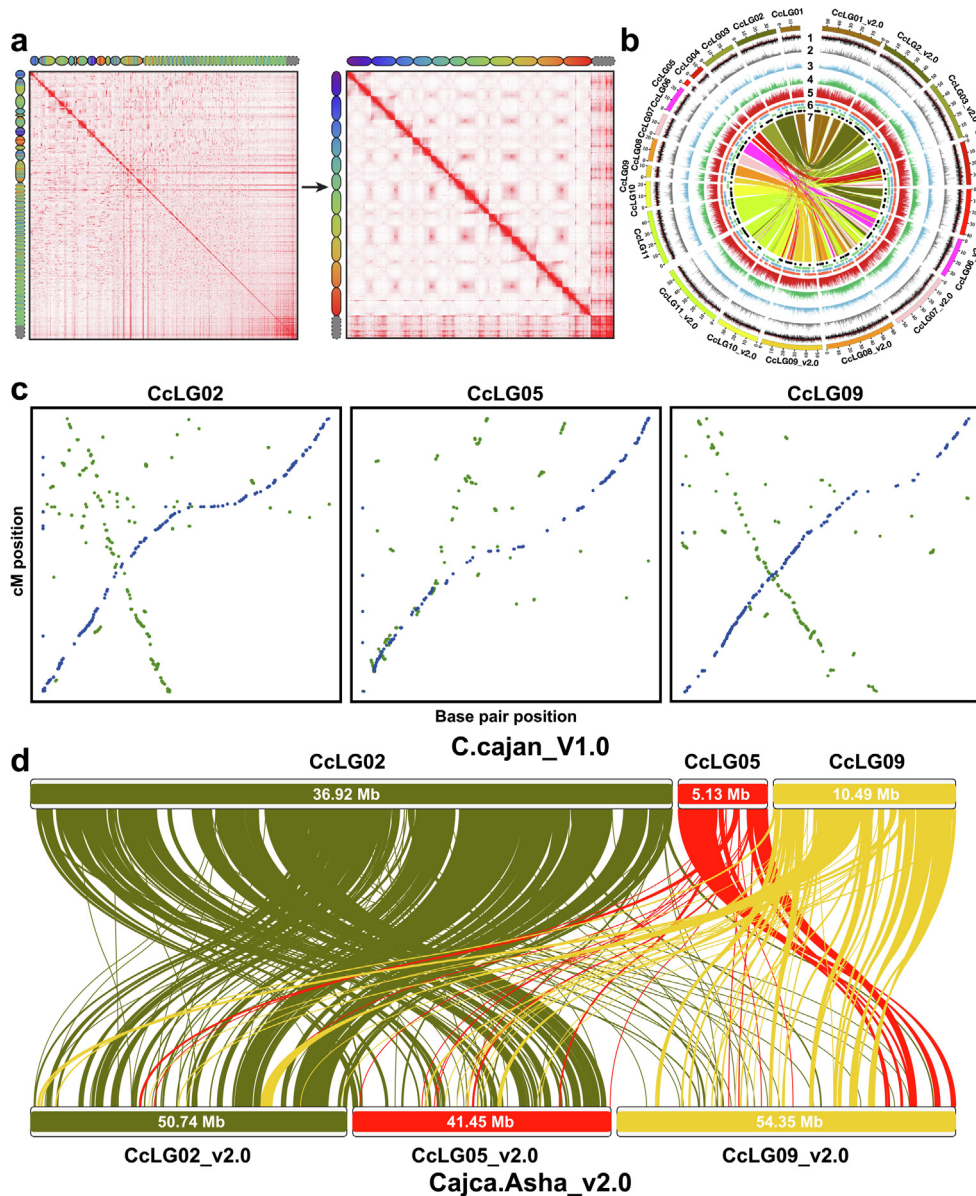 a
b
CcLG01
CcLG02
CcLG03
CcLG04
CcLG05
CcLG06
CcLG07
CcLG08
CcLG09
CcLG10
CcLG11
CcLG01_v2.0
CcLG2_v2.0
CcLG03_v2.0
CcLG06_v2
CcLG07_v2.0
CcLG08_v2.0
CcLG09_v2.0
CcLG10_v2.0
CcLG11_v2.0
1
2
3
4
5
6
7
c
CcLG02 CcLG05 CcLG09
cM position
Base pair position
C.cajan_V1.0
d
CcLG02 CcLG05 CcLG09
36.92 Mb 5.13 Mb 10.49 Mb
50.74 Mb 41.45 Mb 54.35 Mb
CcLG02_v2.0 CcLG05_v2.0 CcLG09_v2.0
Cajca.Asha_v2.0